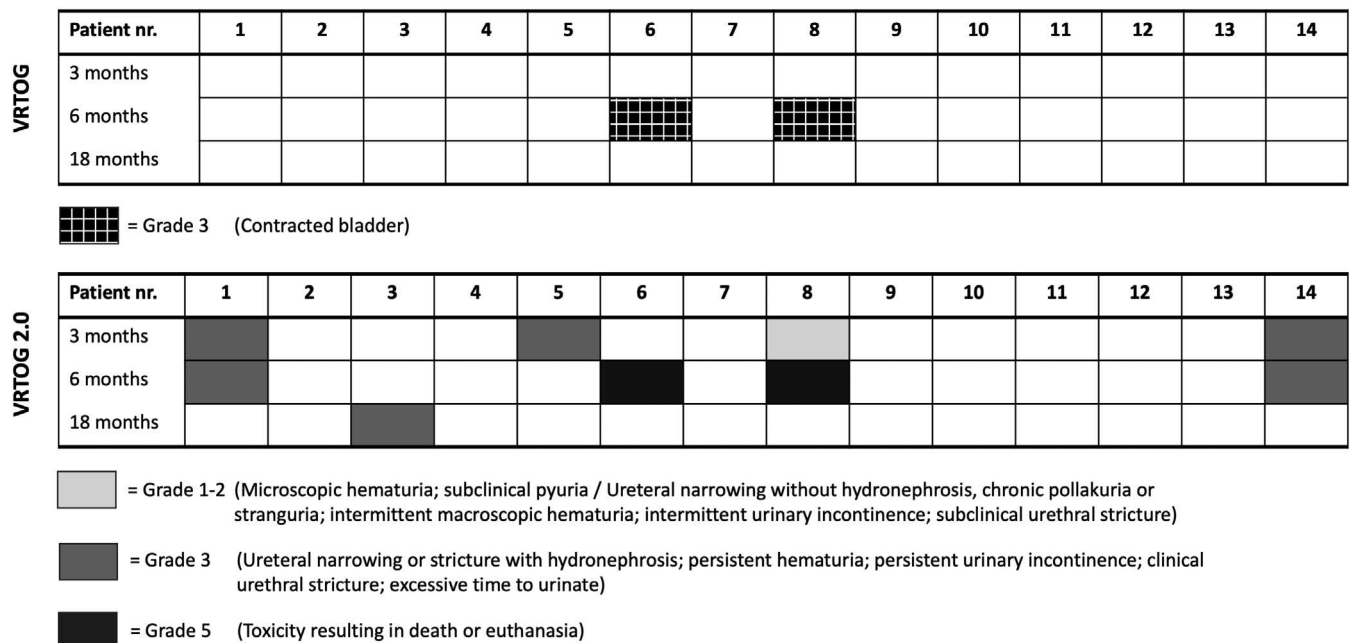 VRTOG
Patient nr. 1 2 3 4 5 6 7 8 9 10 11 12 13 14
3 months
6 months
18 months
= Grade 3 (Contracted bladder)
VRTOG 2.0
Patient nr. 1 2 3 4 5 6 7 8 9 10 11 12 13 14
3 months
6 months
18 months
= Grade 1-2 (Microscopic hematuria; subclinical pyuria / Ureteral narrowing without hydronephrosis, chronic pollakuria or
stranguria; intermittent macroscopic hematuria; intermittent urinary incontinence; subclinical urethral stricture)
= Grade 3 (Ureteral narrowing or stricture with hydronephrosis; persistent hematuria; persistent urinary incontinence; clinical
urethral stricture; excessive time to urinate)
= Grade 5 (Toxicity resulting in death or euthanasia)